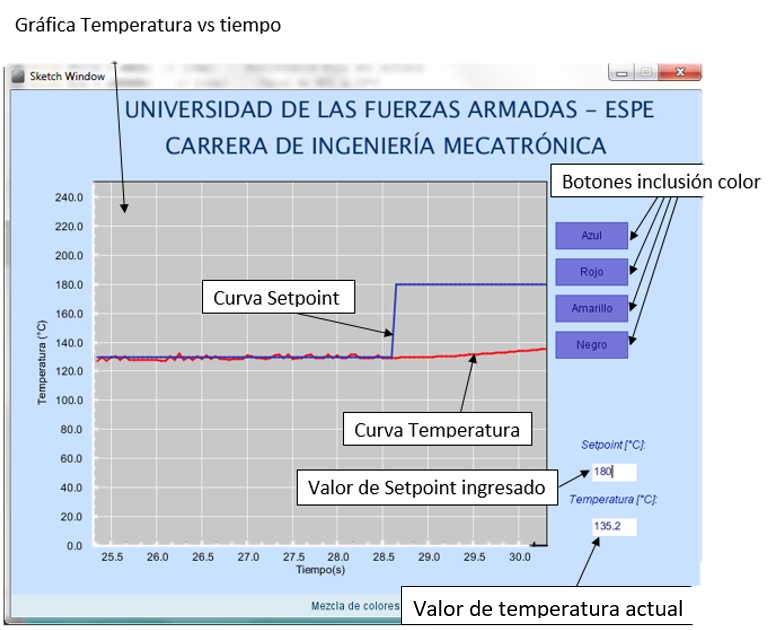 Gráfica Temperatura vs tiempo
Sketch Window
UNIVERSIDAD DE LAS FUERZAS ARMADAS - ESPE
CARRERA DE INGENIERÍA MECATRÓNICA
Botones inclusión color
240.0
220.0
200.0
180.0
160.0
140.0
120.0
100.0
80.0
60.0
40.0
20.0
0.0
Temperatura (°C)
Azul
Rojo
Amarillo
Negro
Curva Setpoint
Curva Temperatura
Setpoint [°C]:
180
Valor de Setpoint ingresado
Temperatura [°C]:
135.2
25.5 26.0 26.5 27.0 27.5 28.0 28.5 29.0 29.5 30.0
Tiempo(s)
Mezcla de colores
Valor de temperatura actual